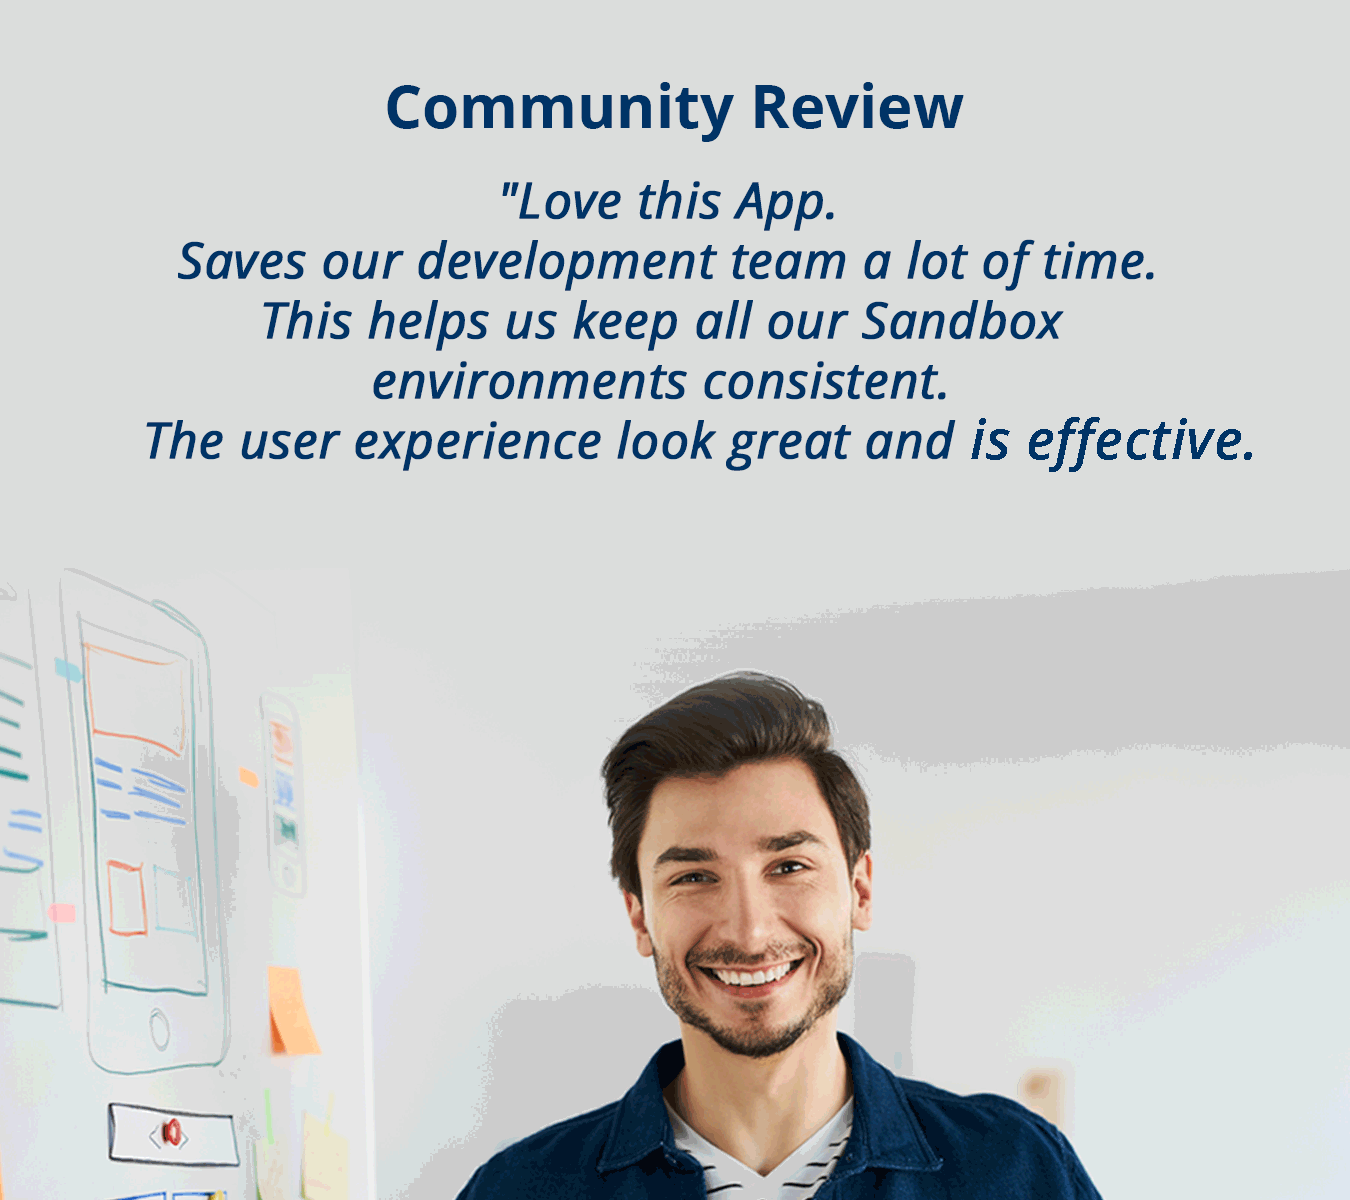 Community Review
"Love this App.
Saves our development team a lot of time.
This helps us keep all our Sandbox
environments consistent.
The user experience look great and is effective.